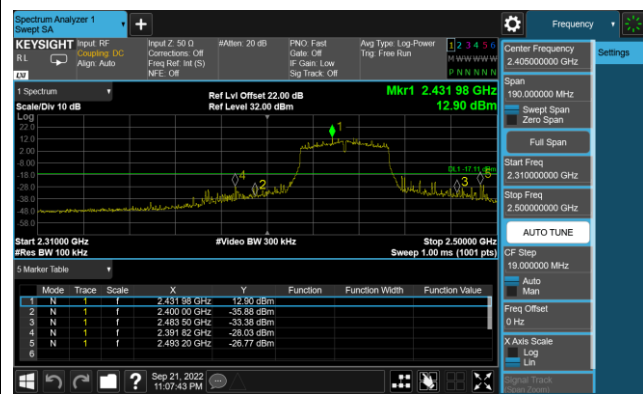 Spectrum Analyzer 1
Swept SA
Frequency
KEYSIGHT
RL
Input: RF
Coupling: DC
Align: Auto
Input Z: 50 Ω
Corrections: Off
Freq Ref: Int (S)
NFE: Off
#Atten: 20 dB
PNO: Fast
Gate: Off
IF Gain: Low
Sig Track: Off
Avg Type: Log-Power
Trig: Free Run
1 2 3 4 5 6
M W W W W W
P N N N N N
1 Spectrum
Scale/Div 10 dB
Ref Lvl Offset 22.00 dB
Ref Level 32.00 dBm
Mkr1 2.431 98 GHz
12.90 dBm
Log
22.0
12.0
2.00
-8.00
-18.0
-28.0
-38.0
-48.0
-58.0
1
4
2
3
5
DL1 -17.11 dBm
Start 2.31000 GHz
#Res BW 100 kHz
#Video BW 300 kHz
Stop 2.50000 GHz
Sweep 1.00 ms (1001 pts)
5 Marker Table
Mode Trace Scale X Y Function Function Width Function Value
1 N 1 f 2.431 98 GHz 12.90 dBm
2 N 1 f 2.400 00 GHz -35.88 dBm
3 N 1 f 2.483 50 GHz -33.38 dBm
4 N 1 f 2.391 82 GHz -28.03 dBm
5 N 1 f 2.493 20 GHz -26.77 dBm
6
Sep 21, 2022
11:07:43 PM
Center Frequency
2.405000000 GHz
Settings
Span
190.000000 MHz
Swept Span
Zero Span
Full Span
Start Freq
2.310000000 GHz
Stop Freq
2.500000000 GHz
AUTO TUNE
CF Step
19.000000 MHz
Auto
Man
Freq Offset
0 Hz
X Axis Scale
Log
Lin
Signal Track
(Span Zoom)